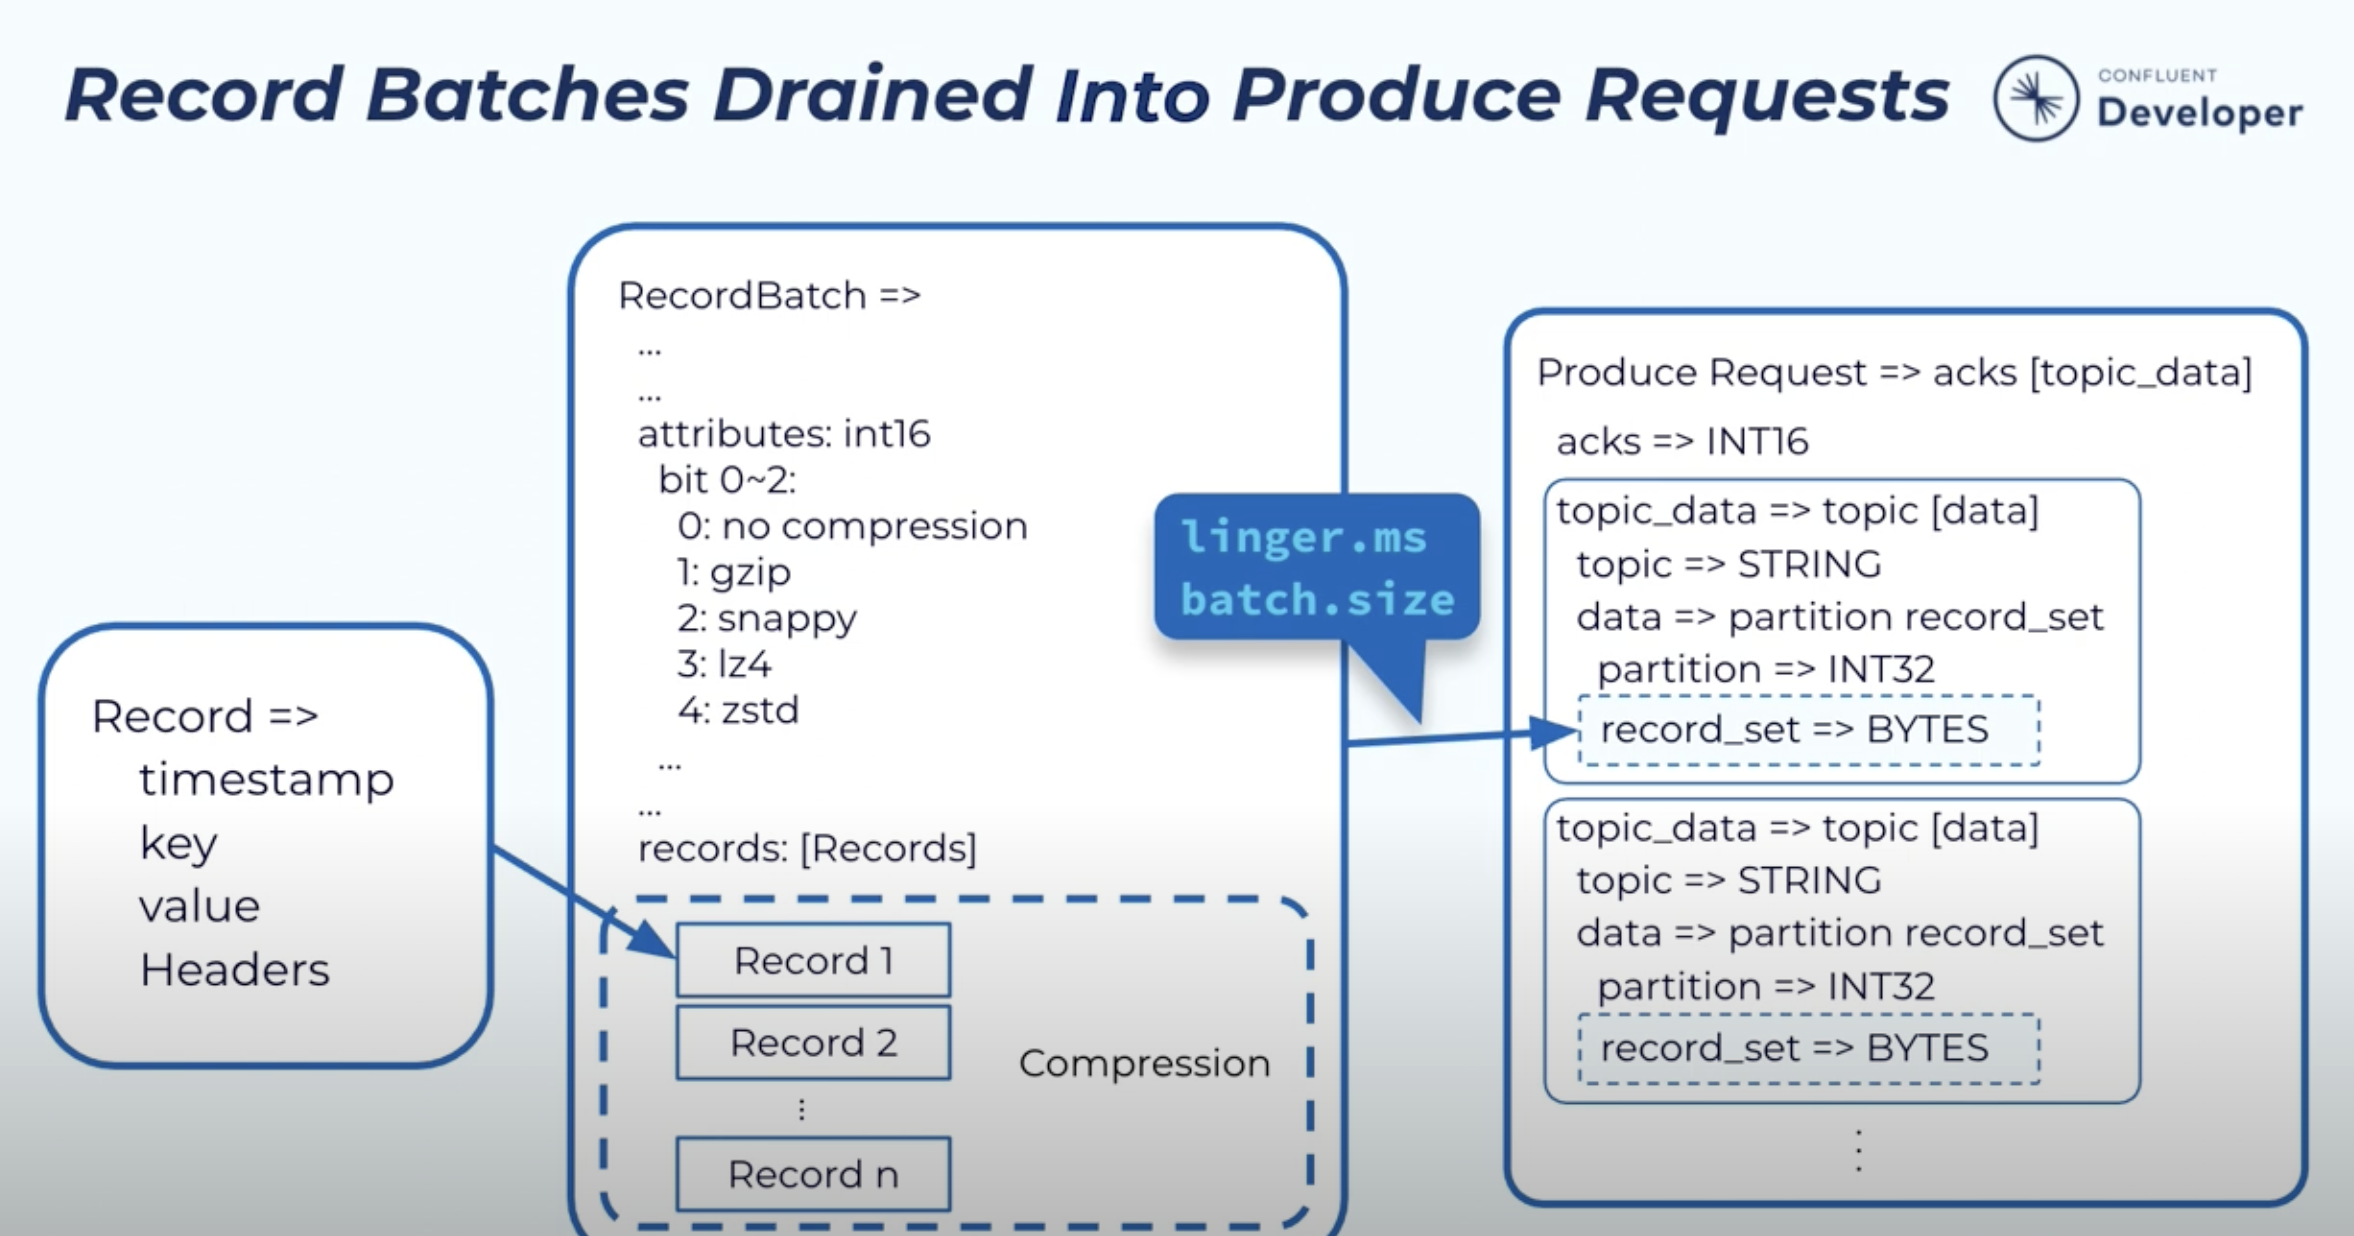 Record Batches Drained Into Produce Requests
CONFLUENT
Developer
Record =>
timestamp
key
value
Headers
RecordBatch =>
...
...
attributes: int16
bit 0~2:
0: no compression
1: gzip
2: snappy
3: lz4
4: zstd
...
...
records: [Records]
Record 1
Record 2
⋮
Record n
Compression
linger.ms
batch.size
Produce Request => acks [topic_data]
acks => INT16
topic_data => topic [data]
topic => STRING
data => partition record_set
partition => INT32
record_set => BYTES
topic_data => topic [data]
topic => STRING
data => partition record_set
partition => INT32
record_set => BYTES
⋮